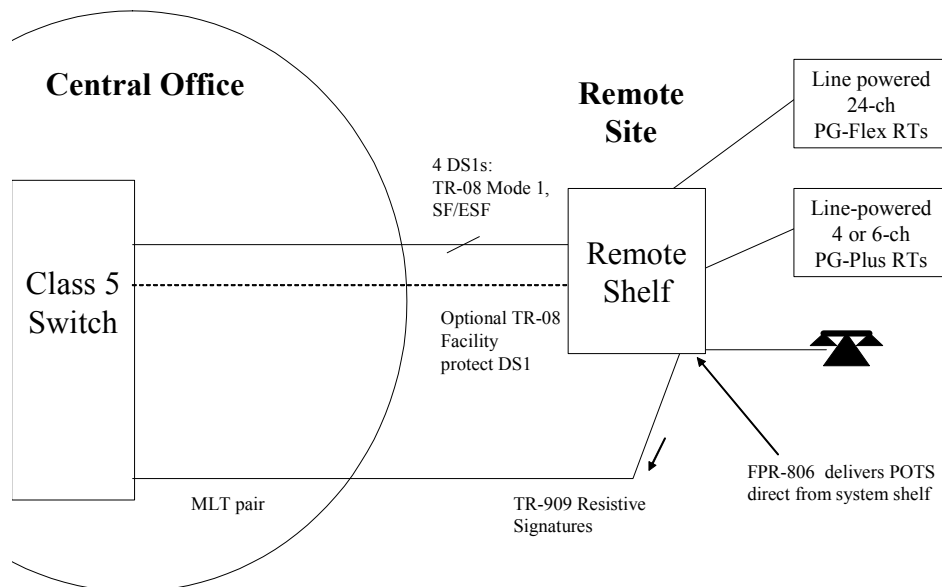 Central Office
Remote
Site
Line powered
24-ch
PG-Flex RTs
4 DS1s:
TR-08 Mode 1,
SF/ESF
Line-powered
4 or 6-ch
PG-Plus RTs
Class 5
Switch
Remote
Shelf
Optional TR-08
Facility
protect DS1
FPR-806 delivers POTS
direct from system shelf
MLT pair
TR-909 Resistive
Signatures